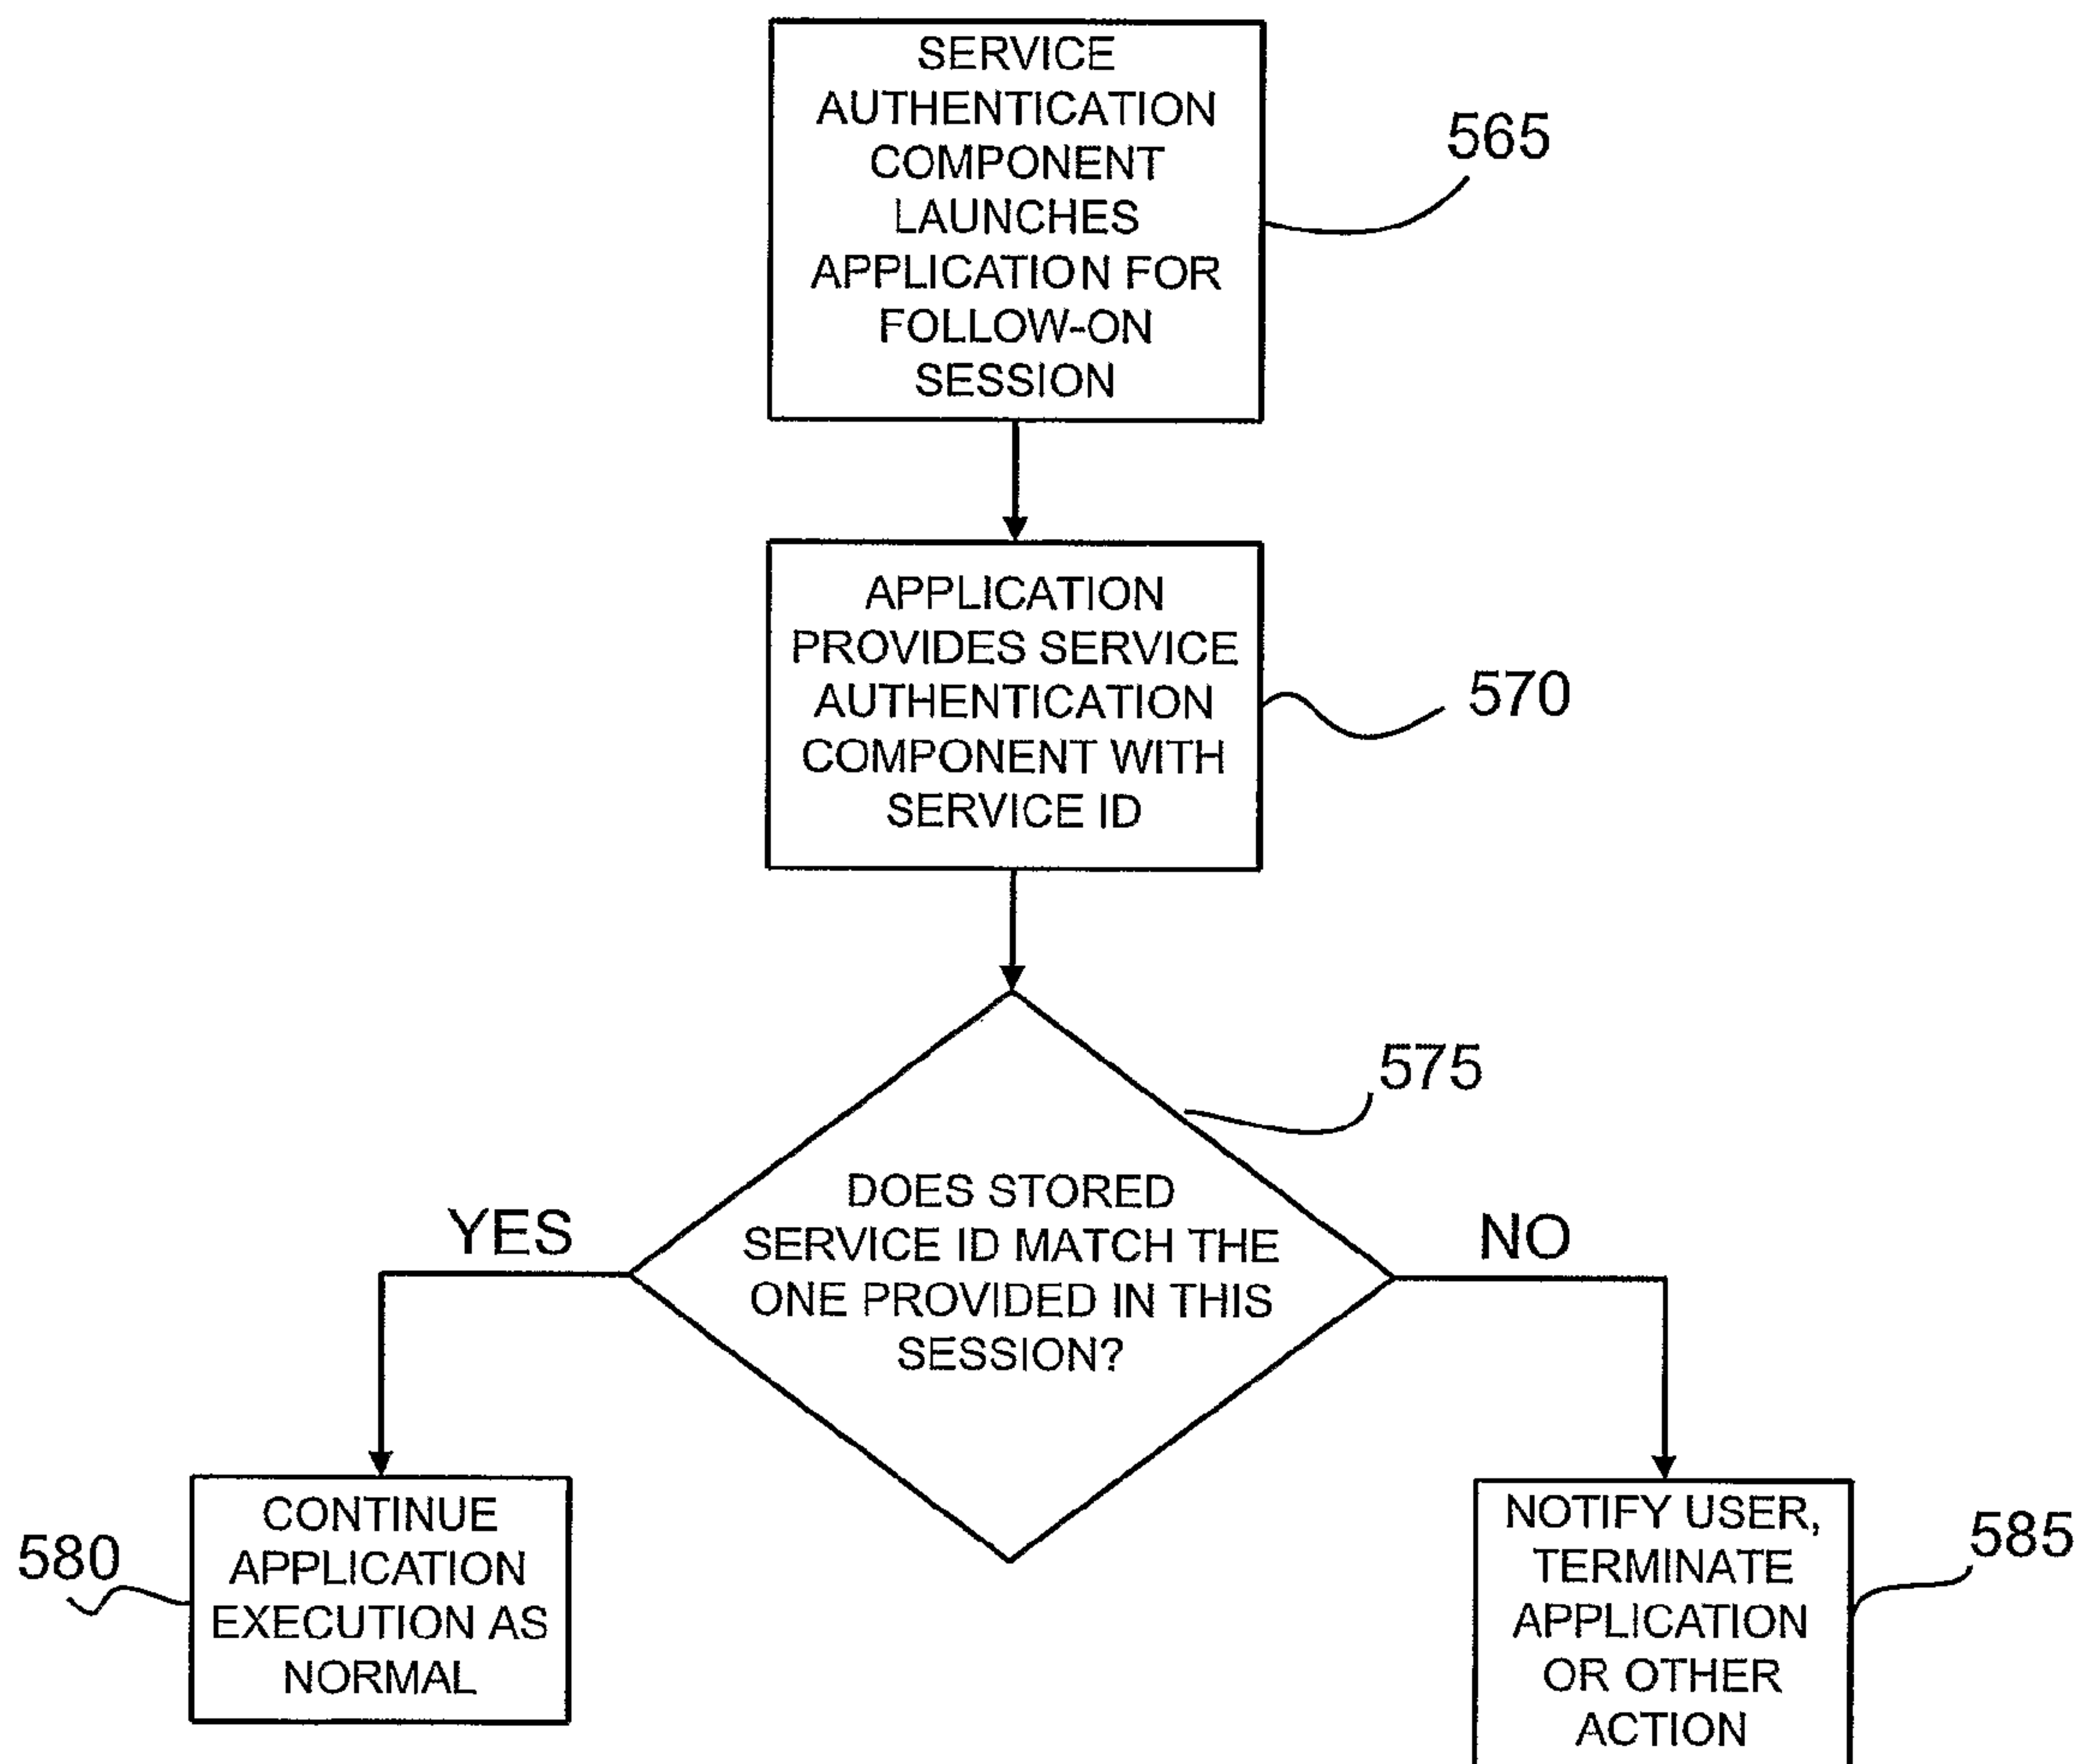 SERVICE
AUTHENTICATION
COMPONENT
LAUNCHES
APPLICATION FOR
FOLLOW-ON
SESSION
565
APPLICATION
PROVIDES SERVICE
AUTHENTICATION
COMPONENT WITH
SERVICE ID
570
575
DOES STORED
SERVICE ID MATCH THE
ONE PROVIDED IN THIS
SESSION?
YES
NO
CONTINUE
APPLICATION
EXECUTION AS
NORMAL
580
NOTIFY USER,
TERMINATE
APPLICATION
OR OTHER
ACTION
585